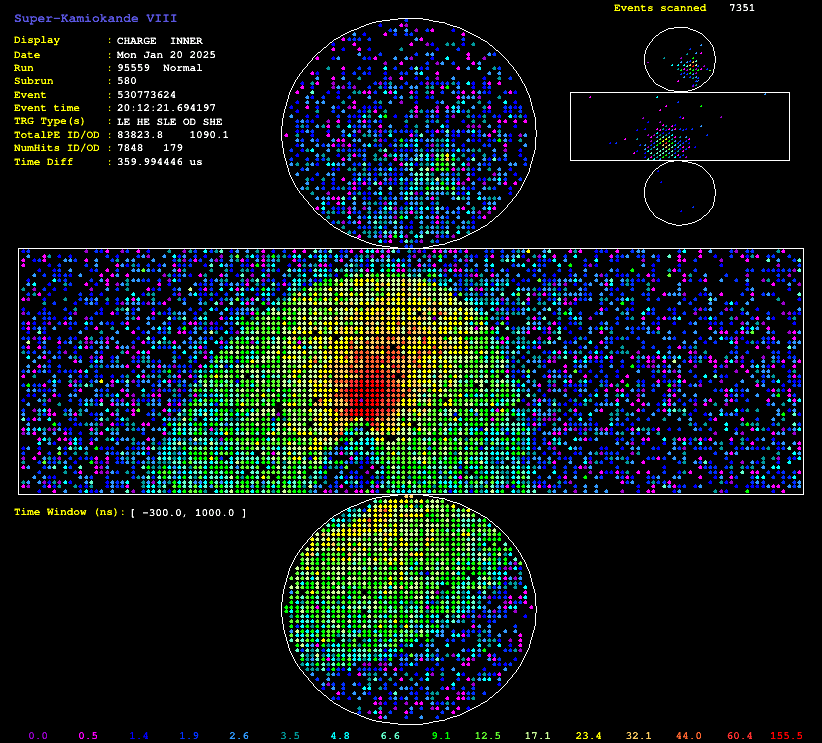 Events scanned 7351
Super-Kamiokande VIII
Display : CHARGE INNER
Date : Mon Jan 20 2025
Run : 95559 Normal
Subrun : 580
Event : 530773624
Event time : 20:12:21.694197
TRG Type(s) : LE HE SLE OD SHE
TotalPE ID/OD : 83823.8 1090.1
NumHits ID/OD : 7848 179
Time Diff : 359.994446 us
Time Window (ns): [ -300.0, 1000.0 ]
0.0 0.5 1.4 1.9 2.6 3.5 4.8 6.6 9.1 12.5 17.1 23.4 32.1 44.0 60.4 155.5